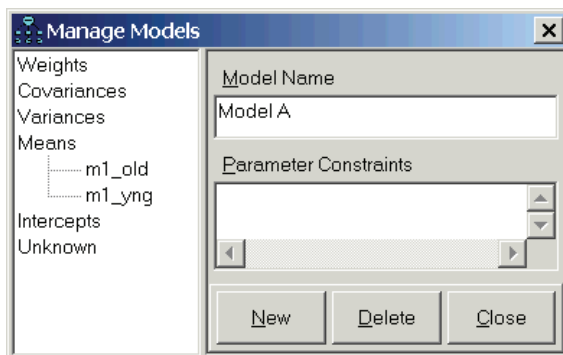 Manage Models
Weights
Covariances
Variances
Means
m1_old
m1_yng
Intercepts
Unknown
Model Name
Model A
Parameter Constraints
New
Delete
Close